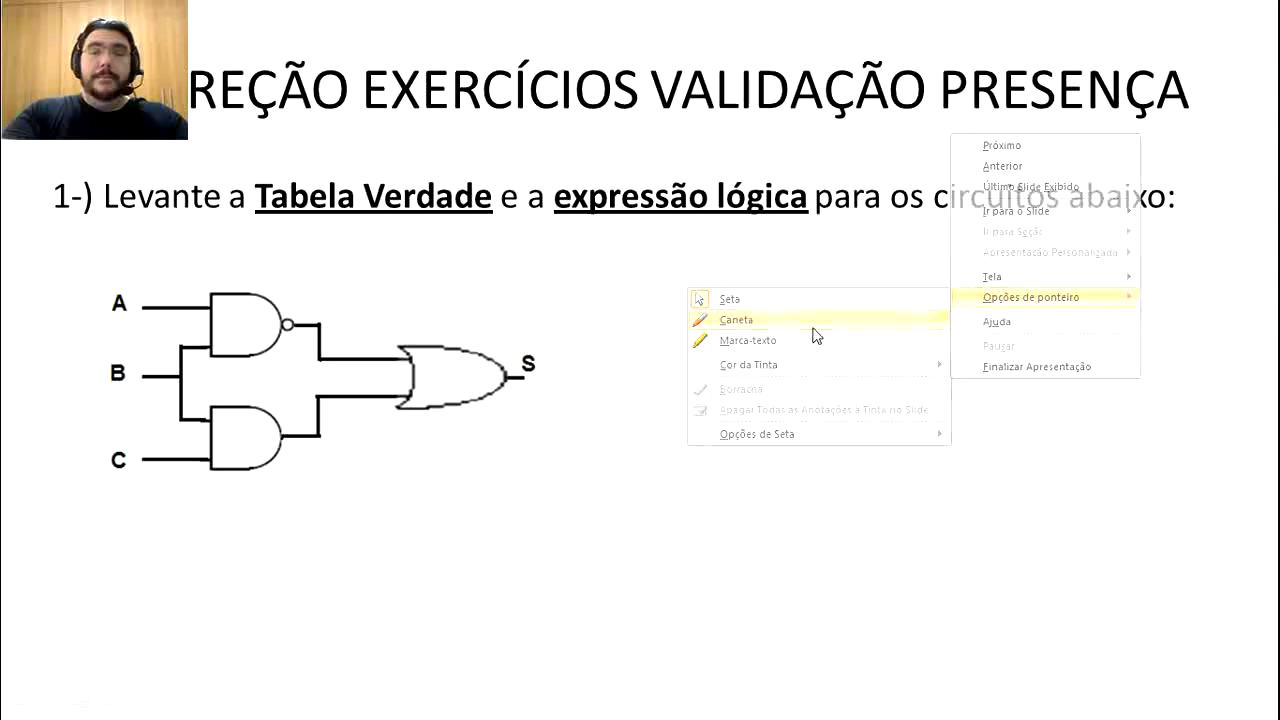 REÇÃO EXERCÍCIOS VALIDAÇÃO PRESENÇA
1-) Levante a Tabela Verdade e a expressão lógica para os circuitos abaixo:
A
B
C
S
Próximo
Anterior
Último Slide Exibido
Ir para o Slide
Ir para Seção
Apresentação Personalizada
Tela
Opções de ponteiro
Ajuda
Pausar
Finalizar Apresentação
Seta
Caneta
Marca-texto
Cor da Tinta
Borracha
Apagar Todas as Anotações à Tinta no Slide
Opções de Seta